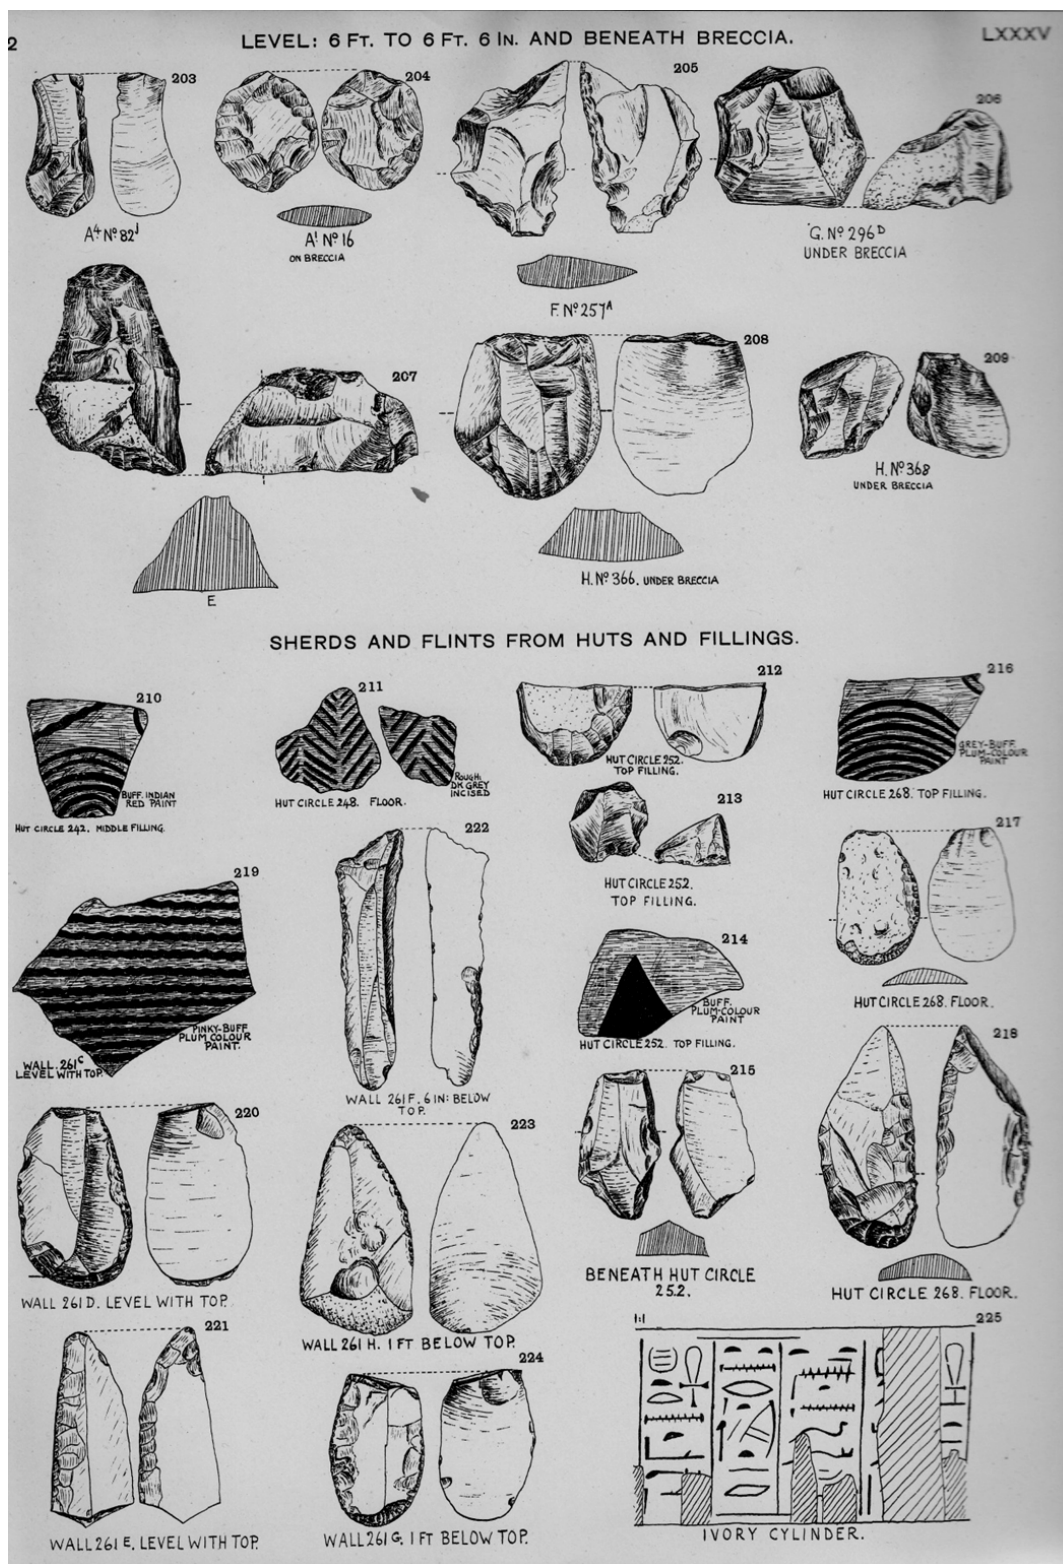 2
LEVEL: 6 FT. TO 6 FT. 6 IN. AND BENEATH BRECCIA.
LXXXV
203
204
205
206
A⁴ Nº 82ᴶ
A¹ Nº 16
ON BRECCIA
F. Nº 257ᴬ
G. Nº 296ᴰ
UNDER BRECCIA
207
208
209
E
H. Nº 366. UNDER BRECCIA
H. Nº 368
UNDER BRECCIA
SHERDS AND FLINTS FROM HUTS AND FILLINGS.
210
BUFF. INDIAN
RED PAINT
HUT CIRCLE 242. MIDDLE FILLING.
211
ROUGH.
DK GREY
INCISED
HUT CIRCLE 248. FLOOR.
212
HUT CIRCLE 252.
TOP FILLING.
216
GREY-BUFF.
PLUM-COLOUR
PAINT
HUT CIRCLE 268. TOP FILLING.
213
HUT CIRCLE 252.
TOP FILLING.
217
HUT CIRCLE 268. FLOOR.
219
PINKY-BUFF
PLUM COLOUR
PAINT.
WALL. 261ᶜ
LEVEL WITH TOP.
222
WALL 261 F. 6 IN: BELOW
TOP.
214
BUFF.
PLUM-COLOUR
PAINT
HUT CIRCLE 252. TOP FILLING.
215
BENEATH HUT CIRCLE
252.
218
HUT CIRCLE 268. FLOOR.
220
WALL 261 D. LEVEL WITH TOP.
223
WALL 261 H. 1 FT BELOW TOP.
221
WALL 261 E. LEVEL WITH TOP.
224
WALL 261 G. 1 FT BELOW TOP.
1:1
225
IVORY CYLINDER.